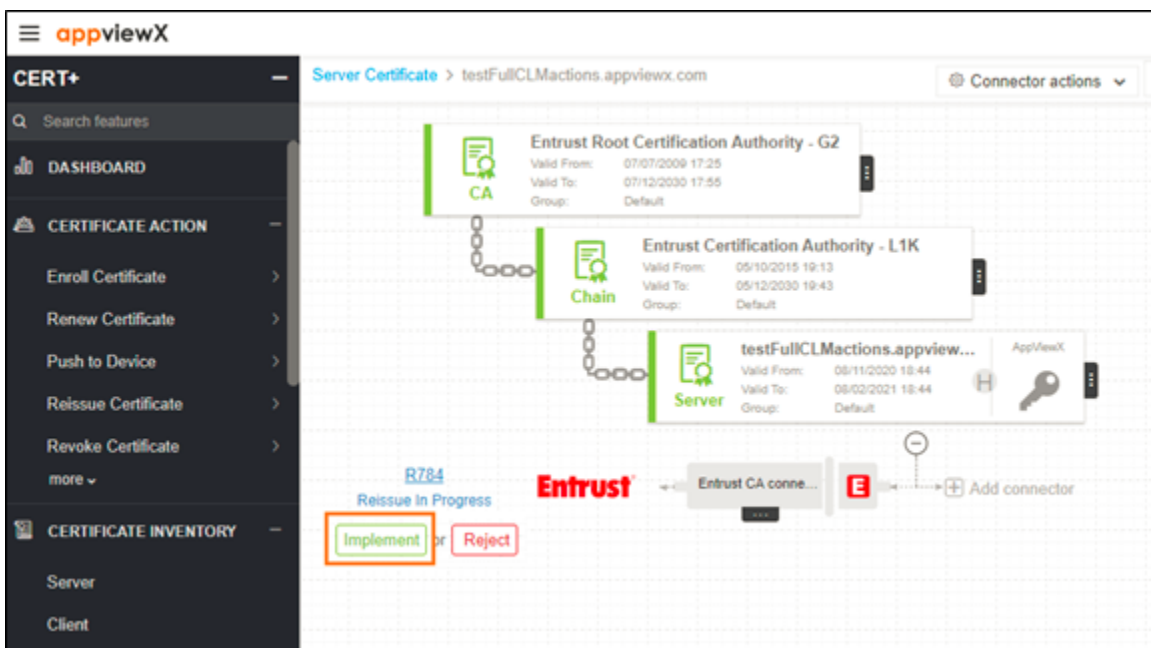 appviewX
CERT+
Server Certificate > testFullCLMactions.appviewx.com
Connector actions
Search features
DASHBOARD
CERTIFICATE ACTION
Enroll Certificate
Renew Certificate
Push to Device
Reissue Certificate
Revoke Certificate
more
CERTIFICATE INVENTORY
Server
Client
CA
Entrust Root Certification Authority - G2
Valid From: 07/07/2009 17:25
Valid To: 07/12/2030 17:55
Group: Default
Chain
Entrust Certification Authority - L1K
Valid From: 05/10/2015 19:13
Valid To: 05/12/2030 19:43
Group: Default
Server
testFullCLMactions.appview...
Valid From: 08/11/2020 18:44
Valid To: 08/02/2021 18:44
Group: Default
H
AppViewX
R784
Reissue In Progress
Implement or Reject
Entrust
Entrust CA conne...
E
Add connector